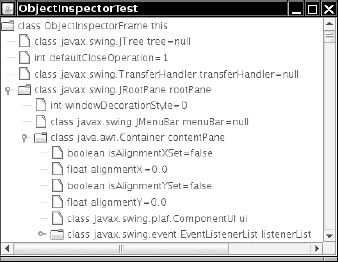 ObjectInspectorTest
class ObjectInspectorFrame this
class javax.swing.JTree tree=null
int defaultCloseOperation=1
class javax.swing.TransferHandler transferHandler=null
class javax.swing.JRootPane rootPane
int windowDecorationStyle=0
class javax.swing.JMenuBar menuBar=null
class java.awt.Container contentPane
boolean isAlignmentXSet=false
float alignmentX=0.0
boolean isAlignmentYSet=false
float alignmentY=0.0
class javax.swing.plaf.ComponentUI ui
class javax.swing.event.EventListenerList listenerList